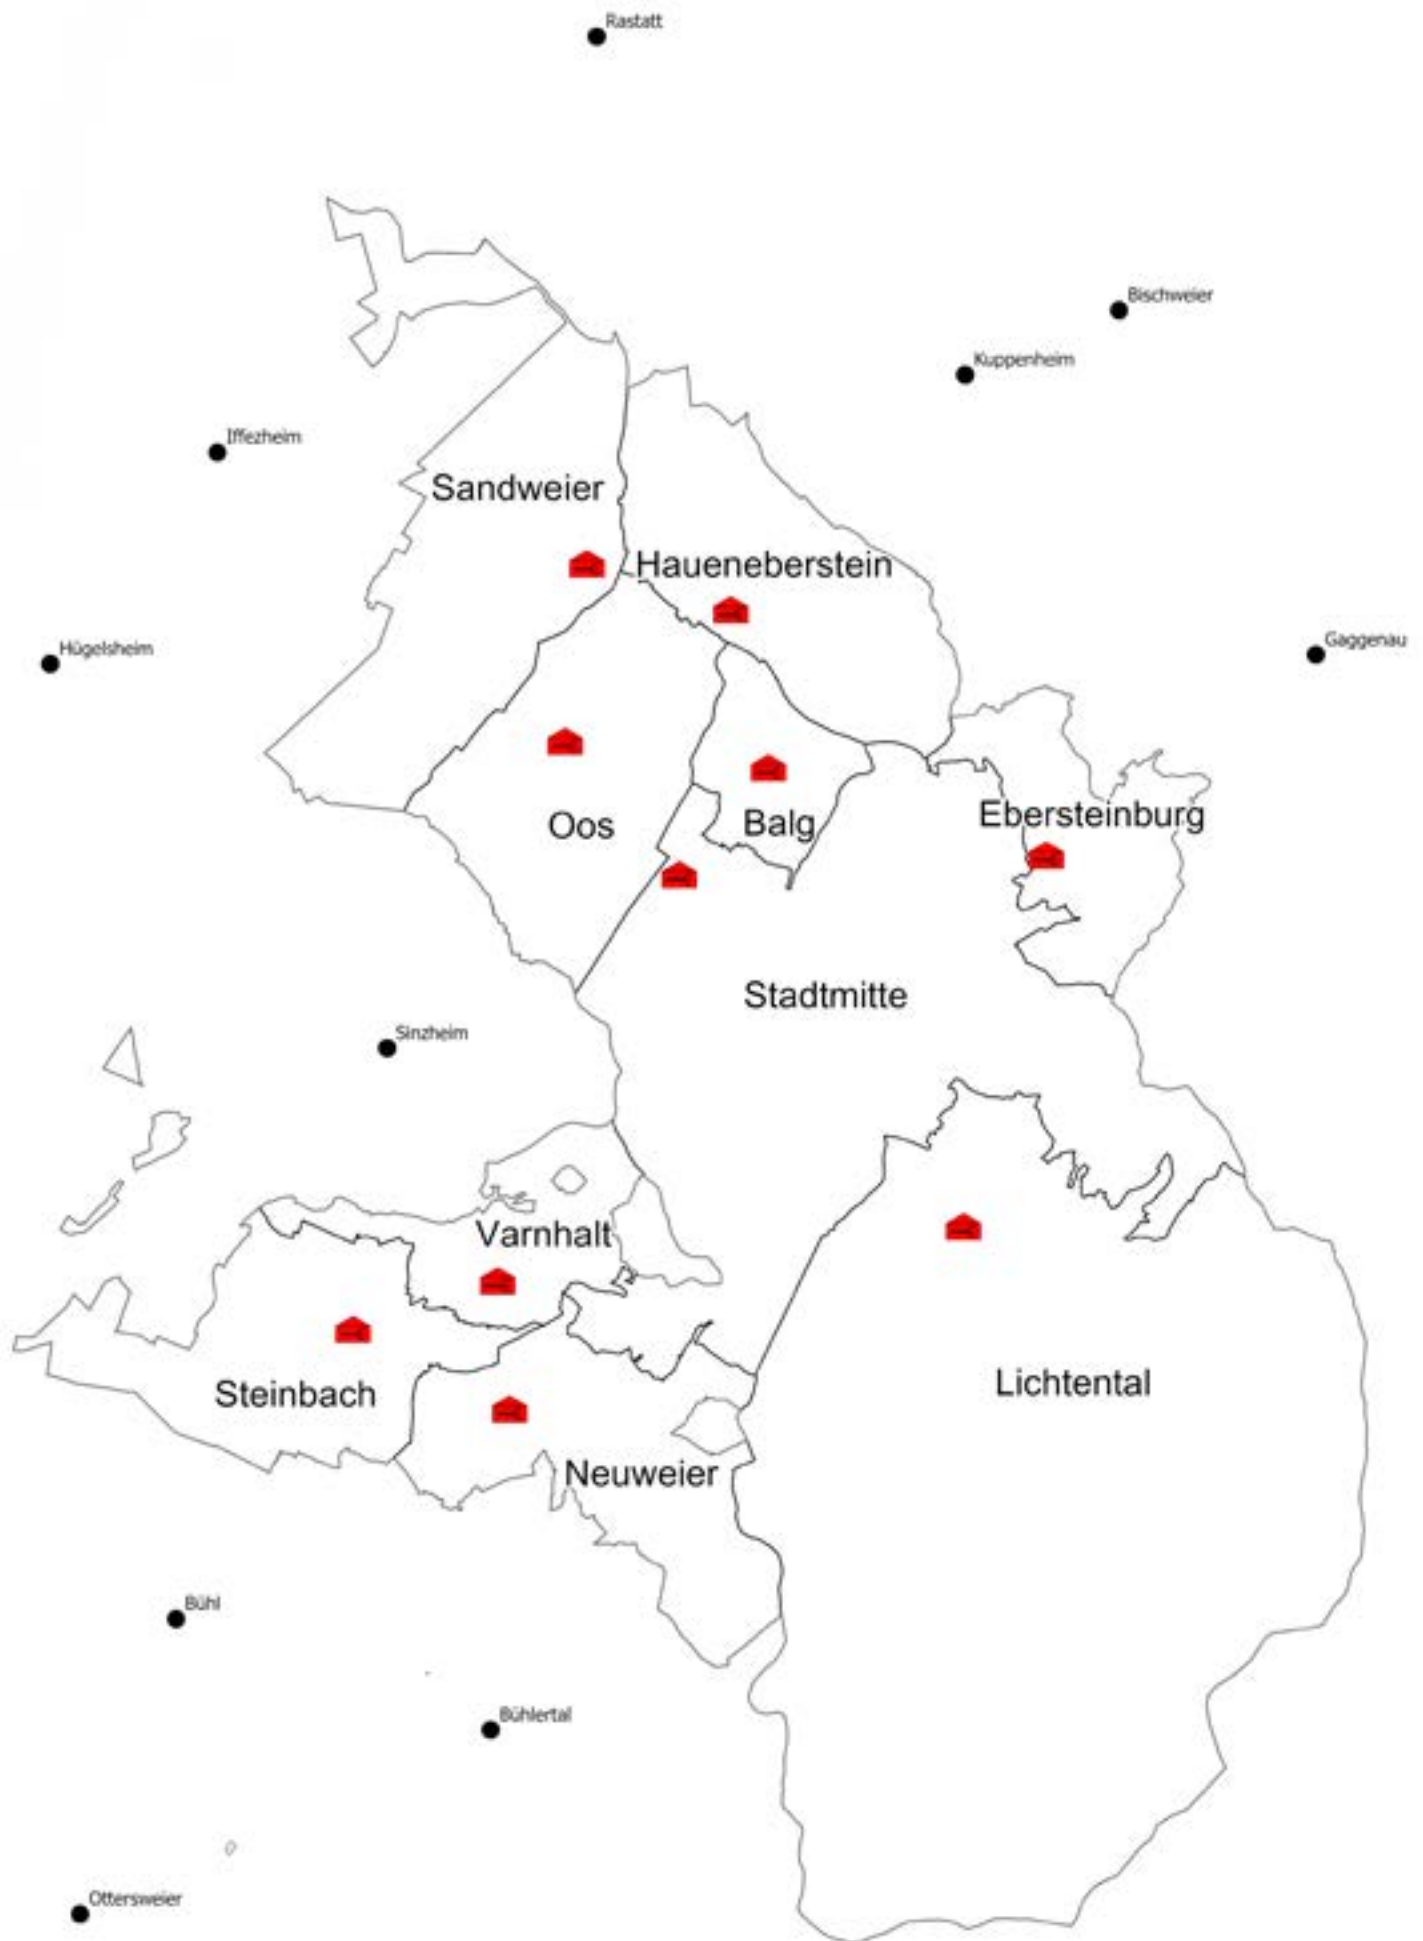 Rastatt
Bischweier
Kuppenheim
Iffezheim
Sandweier
Haueneberstein
Hügelsheim
Gaggenau
Oos
Balg
Ebersteinburg
Stadtmitte
Sinzheim
Varnhalt
Steinbach
Lichtental
Neuweier
Bühl
Bühlertal
Ottersweier